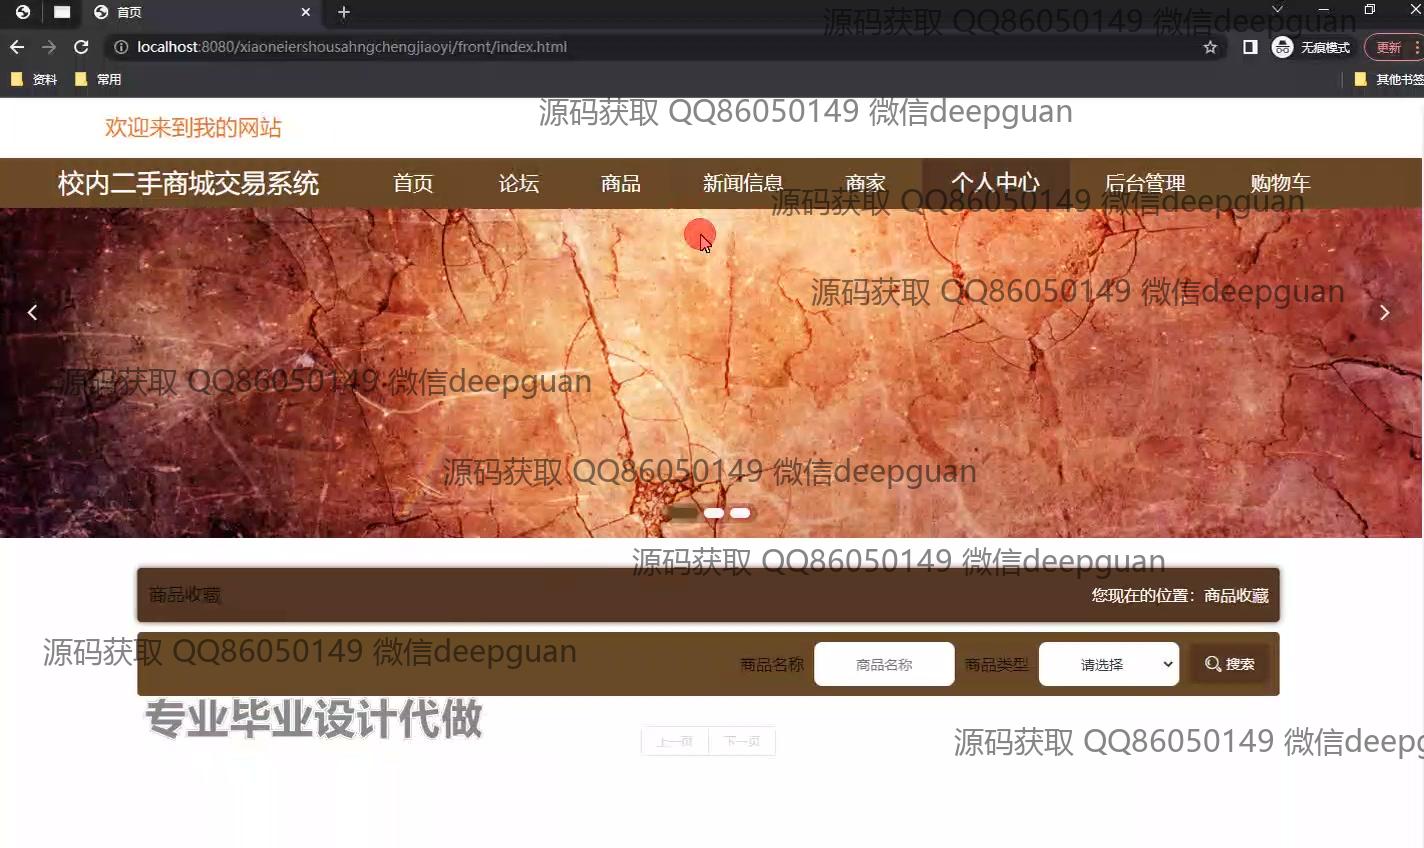 首页
源码获取 QQ86050149 微信deepguan
localhost:8080/xiaoneiershousahngchengjiaoyi/front/index.html
无痕模式
更新
资料
常用
其他书签
源码获取 QQ86050149 微信deepguan
欢迎来到我的网站
校内二手商城交易系统
首页
论坛
商品
新闻信息
商家
个人中心
后台管理
购物车
源码获取 QQ86050149 微信deepguan
源码获取 QQ86050149 微信deepguan
源码获取 QQ86050149 微信deepguan
源码获取 QQ86050149 微信deepguan
源码获取 QQ86050149 微信deepguan
商品收藏
您现在的位置：商品收藏
源码获取 QQ86050149 微信deepguan
商品名称
商品名称
商品类型
请选择
搜索
专业毕业设计代做
上一页
下一页
源码获取 QQ86050149 微信deepg